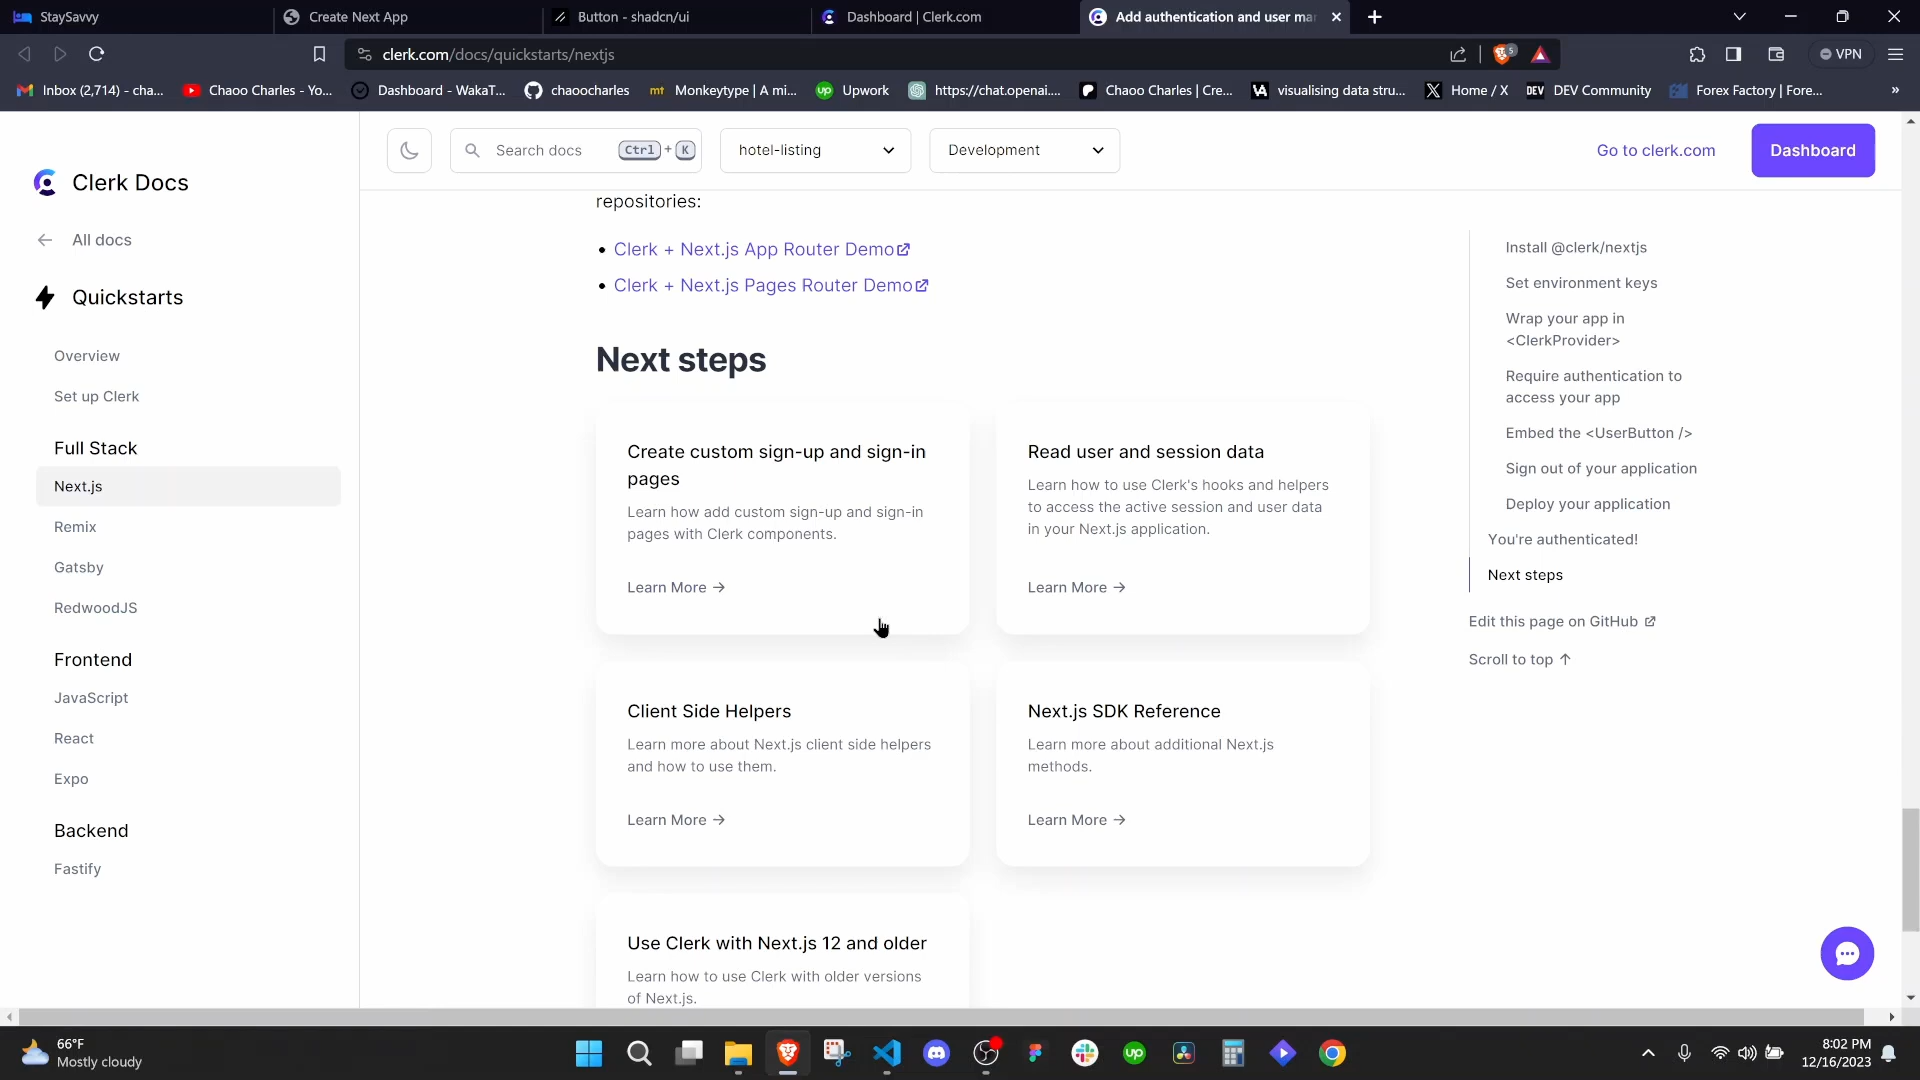 StaySavvy
Create Next App
Button - shadcn/ui
Dashboard | Clerk.com
Add authentication and user ma
clerk.com/docs/quickstarts/nextjs
5
VPN
Inbox (2,714) - cha...
Chaoo Charles - Yo...
Dashboard - WakaT...
chaoocharles
mt Monkeytype | A mi...
up Upwork
https://chat.openai....
Chaoo Charles | Cre...
VA visualising data stru...
Home / X
DEV DEV Community
Forex Factory | Fore...
»
Clerk Docs
All docs
Quickstarts
Overview
Set up Clerk
Full Stack
Next.js
Remix
Gatsby
RedwoodJS
Frontend
JavaScript
React
Expo
Backend
Fastify
Search docs
Ctrl + K
hotel-listing
Development
Go to clerk.com
Dashboard
repositories:
• Clerk + Next.js App Router Demo
• Clerk + Next.js Pages Router Demo
Next steps
Create custom sign-up and sign-in
pages
Learn how add custom sign-up and sign-in
pages with Clerk components.
Learn More →
Read user and session data
Learn how to use Clerk's hooks and helpers
to access the active session and user data
in your Next.js application.
Learn More →
Client Side Helpers
Learn more about Next.js client side helpers
and how to use them.
Learn More →
Next.js SDK Reference
Learn more about additional Next.js
methods.
Learn More →
Use Clerk with Next.js 12 and older
Learn how to use Clerk with older versions
of Next.js.
Install @clerk/nextjs
Set environment keys
Wrap your app in
<ClerkProvider>
Require authentication to
access your app
Embed the <UserButton />
Sign out of your application
Deploy your application
You're authenticated!
Next steps
Edit this page on GitHub
Scroll to top ↑
66°F
Mostly cloudy
up
8:02 PM
12/16/2023